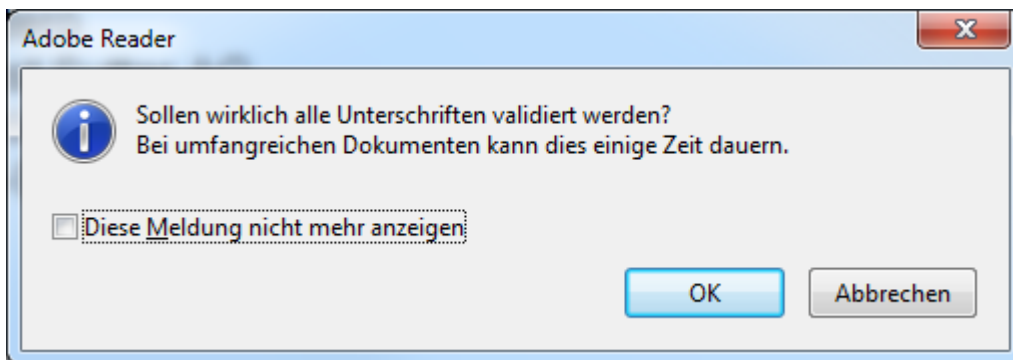 Adobe Reader
Sollen wirklich alle Unterschriften validiert werden?
Bei umfangreichen Dokumenten kann dies einige Zeit dauern.
Diese Meldung nicht mehr anzeigen
OK
Abbrechen